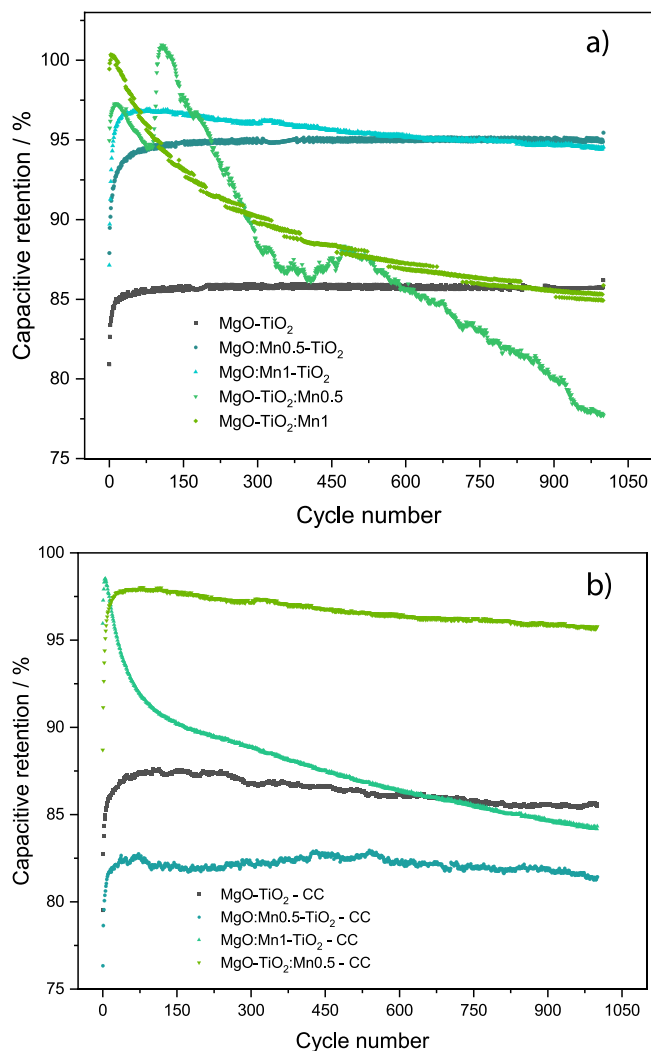 a)
100
95
90
85
80
75
Capacitive retention / %
MgO-TiO₂
MgO:Mn0.5-TiO₂
MgO:Mn1-TiO₂
MgO-TiO₂:Mn0.5
MgO-TiO₂:Mn1
0 150 300 450 600 750 900 1050
Cycle number
b)
100
95
90
85
80
75
Capacitive retention / %
MgO-TiO₂ - CC
MgO:Mn0.5-TiO₂ - CC
MgO:Mn1-TiO₂ - CC
MgO-TiO₂:Mn0.5 - CC
0 150 300 450 600 750 900 1050
Cycle number